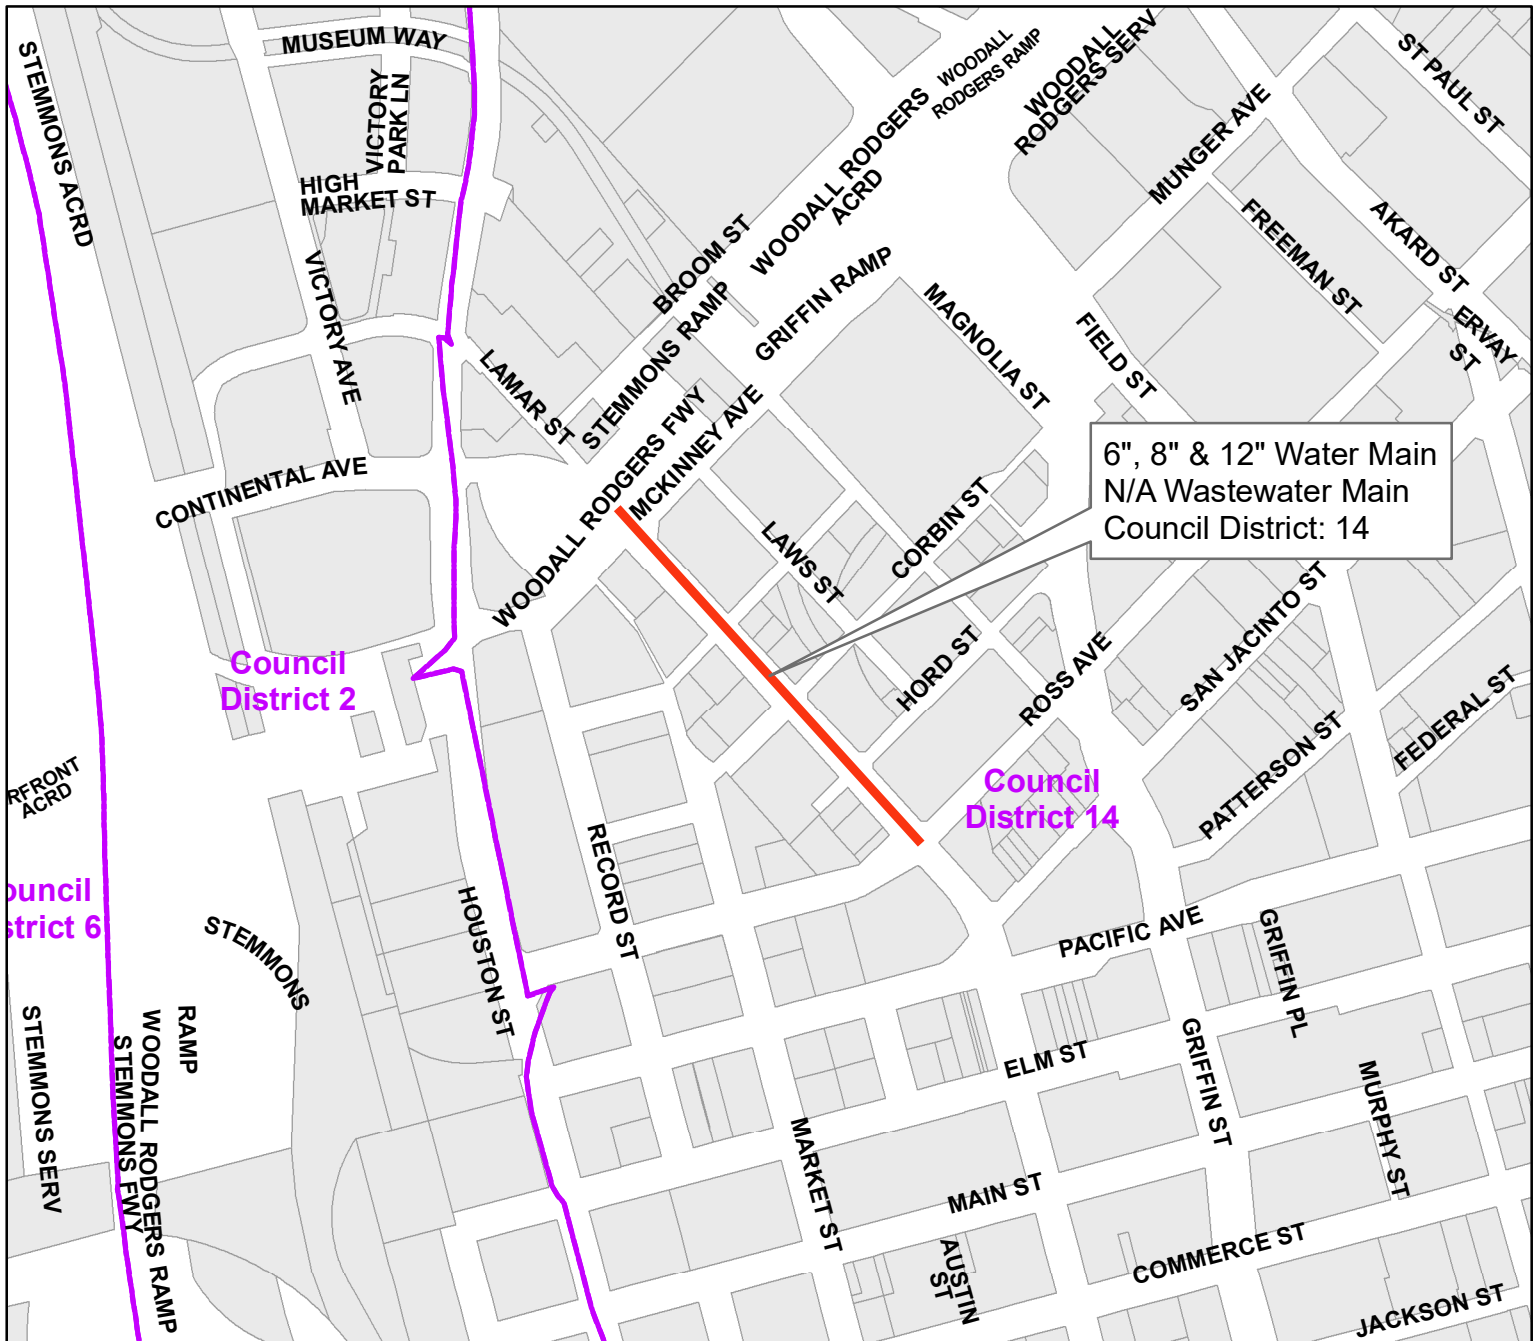 MUSEUM WAY
STEMMONS ACRD
VICTORY
PARK LN
HIGH
MARKET ST
VICTORY AVE
CONTINENTAL AVE
LAMAR ST
BROOM ST
STEMMONS RAMP
WOODALL RODGERS
ACRD
WOODALL
RODGERS RAMP
WOODALL
RODGERS SERV
GRIFFIN RAMP
WOODALL RODGERS FWY
MCKINNEY AVE
MAGNOLIA ST
FIELD ST
MUNGER AVE
ST PAUL ST
FREEMAN ST
AKARD ST
ERVAY
ST
6", 8" & 12" Water Main
N/A Wastewater Main
Council District: 14
LAWS ST
CORBIN ST
HORD ST
ROSS AVE
SAN JACINTO ST
PATTERSON ST
FEDERAL ST
Council
District 2
Council
District 14
RFRONT
ACRD
ouncil
strict 6
STEMMONS
RAMP
HOUSTON ST
RECORD ST
PACIFIC AVE
GRIFFIN PL
ELM ST
GRIFFIN ST
MURPHY ST
STEMMONS SERV
STEMMONS FWY
WOODALL RODGERS RAMP
MARKET ST
MAIN ST
AUSTIN
ST
COMMERCE ST
JACKSON ST